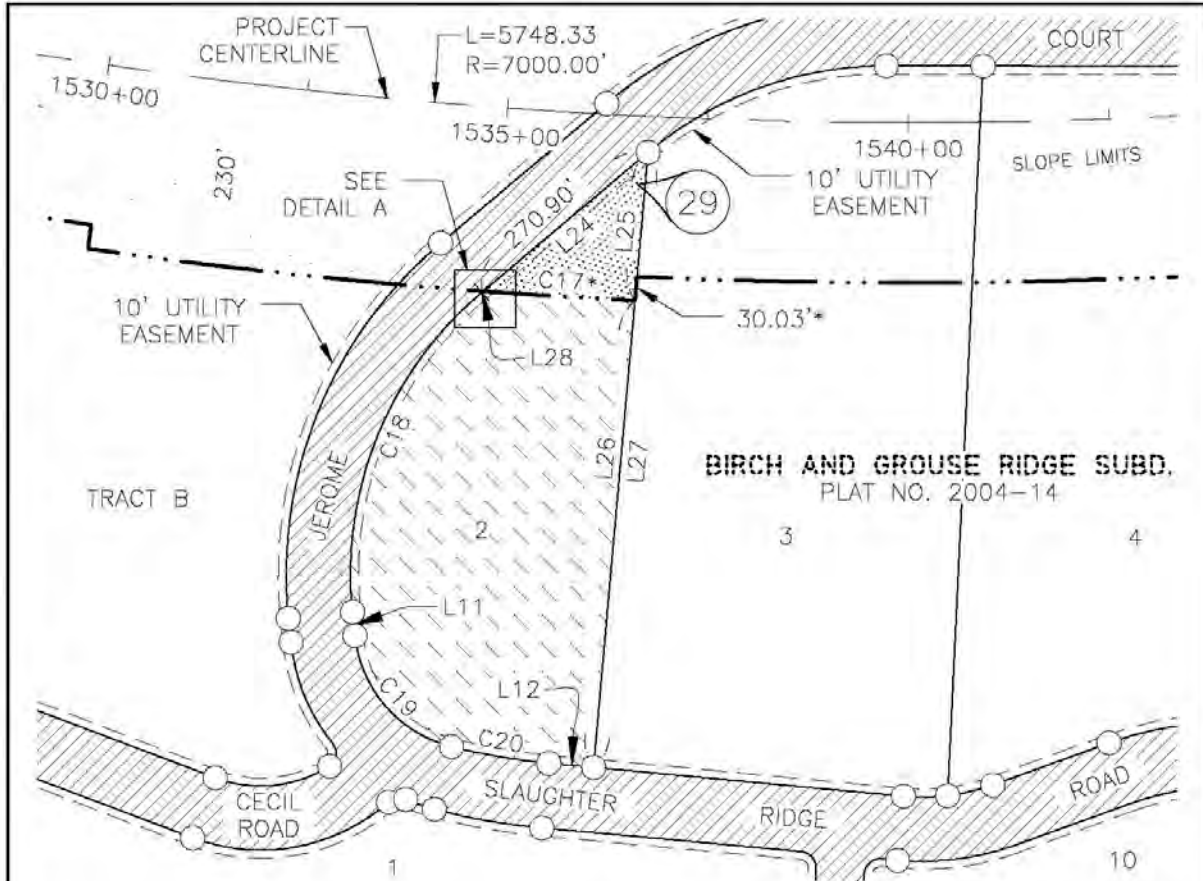 PROJECT
CENTERLINE
L=5748.33
R=7000.00'
COURT
1530+00
1535+00
1540+00
230'
SEE
DETAIL A
270.90'
L24
L25
29
10' UTILITY
EASEMENT
SLOPE LIMITS
C17*
10' UTILITY
EASEMENT
30.03'*
L28
C18
L26
L27
BIRCH AND GROUSE RIDGE SUBD.
PLAT NO. 2004-14
TRACT B
JEROME
2
3
4
L11
C19
L12
C20
CECIL
ROAD
SLAUGHTER
RIDGE
ROAD
1
10